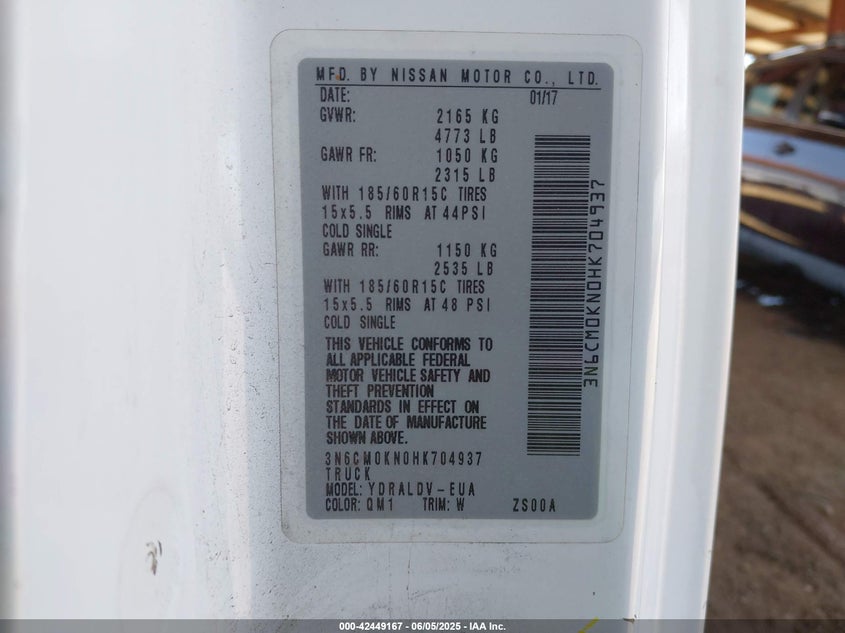 MFD. BY NISSAN MOTOR CO., LTD.
DATE: 01/17
GVWR: 2165 KG
4773 LB
GAWR FR: 1050 KG
2315 LB
WITH 185/60R15C TIRES
15x5.5 RIMS AT 44PSI
COLD SINGLE
GAWR RR: 1150 KG
2535 LB
WITH 185/60R15C TIRES
15x5.5 RIMS AT 48 PSI
COLD SINGLE
THIS VEHICLE CONFORMS TO
ALL APPLICABLE FEDERAL
MOTOR VEHICLE SAFETY AND
THEFT PREVENTION
STANDARDS IN EFFECT ON
THE DATE OF MANUFACTURE
SHOWN ABOVE.
3N6CM0KN0HK704937
TRUCK
MODEL: YDRALDV-EUA
COLOR: QM1 TRIM: W ZS00A
3N6CM0KN0HK704937
000-42449167 - 06/05/2025 - IAA Inc.